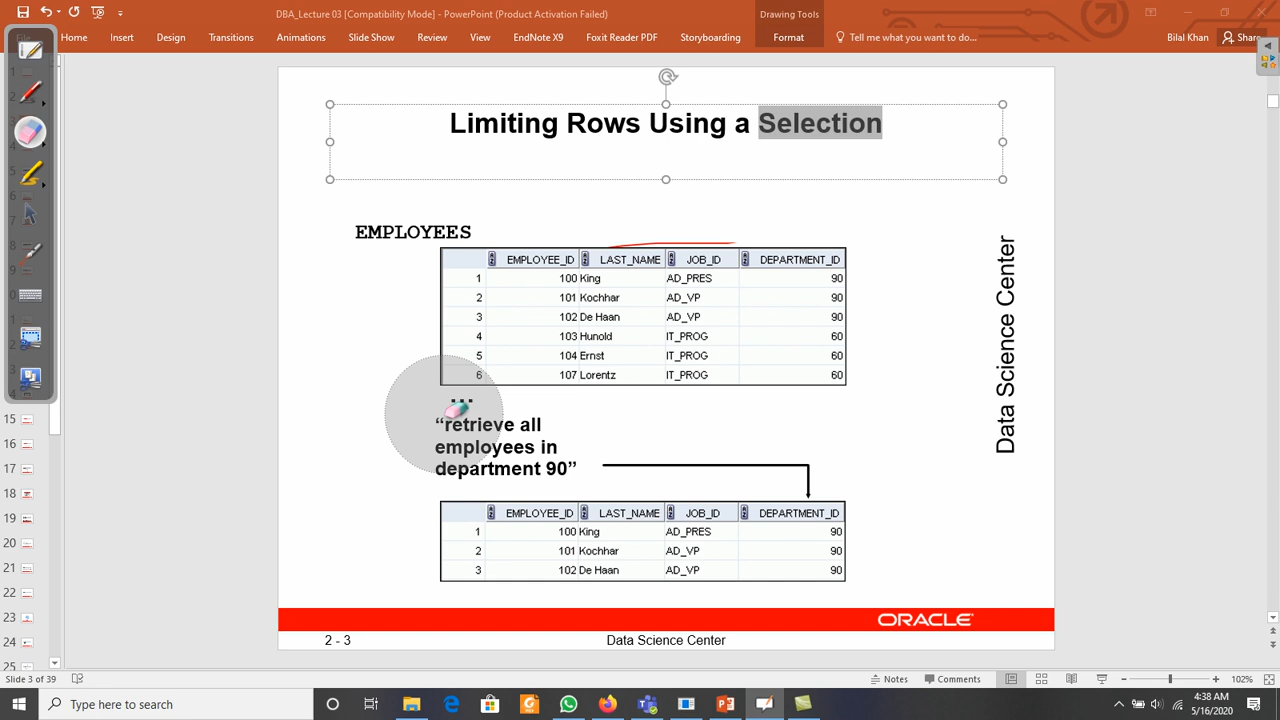 DBA_Lecture 03 [Compatibility Mode] - PowerPoint (Product Activation Failed)
Drawing Tools
Home Insert Design Transitions Animations Slide Show Review View EndNote X9 Foxit Reader PDF Storyboarding Format Tell me what you want to do... Bilal Khan Share
Limiting Rows Using a Selection
EMPLOYEES
EMPLOYEE_ID LAST_NAME JOB_ID DEPARTMENT_ID
1 100 King AD_PRES 90
2 101 Kochhar AD_VP 90
3 102 De Haan AD_VP 90
4 103 Hunold IT_PROG 60
5 104 Ernst IT_PROG 60
6 107 Lorentz IT_PROG 60
...
“retrieve all
employees in
department 90”
EMPLOYEE_ID LAST_NAME JOB_ID DEPARTMENT_ID
1 100 King AD_PRES 90
2 101 Kochhar AD_VP 90
3 102 De Haan AD_VP 90
Data Science Center
ORACLE
2 - 3 Data Science Center
15
16
17
18
19
20
21
22
23
24
25
Slide 3 of 39 Notes Comments 102%
Type here to search
4:38 AM
5/16/2020